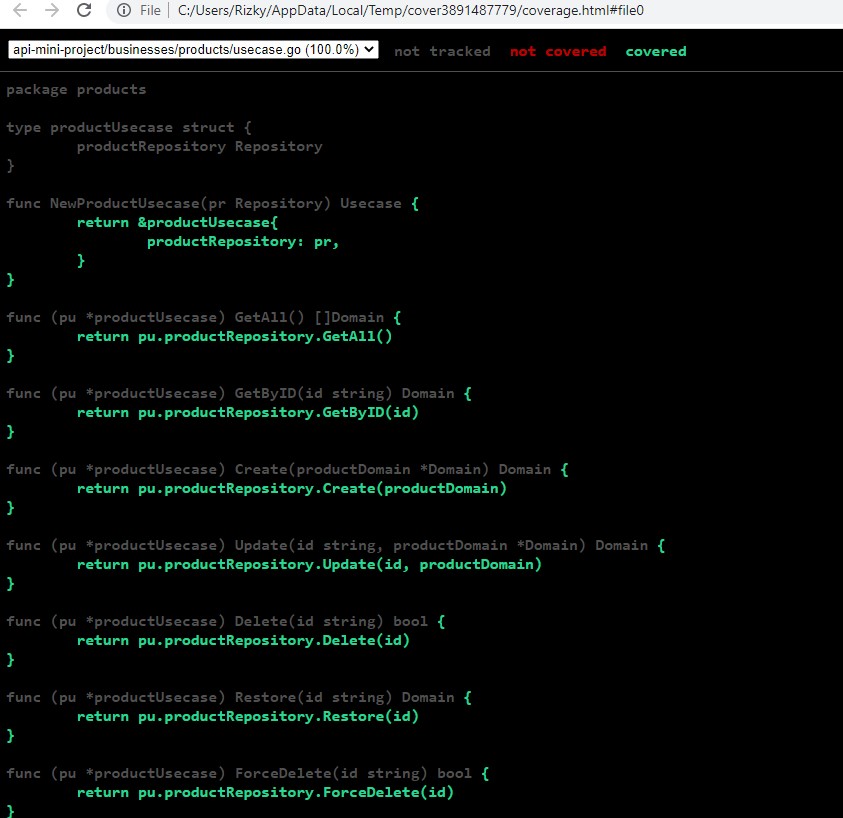 File C:/Users/Rizky/AppData/Local/Temp/cover3891487779/coverage.html#file0
api-mini-project/businesses/products/usecase.go (100.0%) not tracked not covered covered
package products
type productUsecase struct {
        productRepository Repository
}
func NewProductUsecase(pr Repository) Usecase {
        return &productUsecase{
                productRepository: pr,
        }
}
func (pu *productUsecase) GetAll() []Domain {
        return pu.productRepository.GetAll()
}
func (pu *productUsecase) GetByID(id string) Domain {
        return pu.productRepository.GetByID(id)
}
func (pu *productUsecase) Create(productDomain *Domain) Domain {
        return pu.productRepository.Create(productDomain)
}
func (pu *productUsecase) Update(id string, productDomain *Domain) Domain {
        return pu.productRepository.Update(id, productDomain)
}
func (pu *productUsecase) Delete(id string) bool {
        return pu.productRepository.Delete(id)
}
func (pu *productUsecase) Restore(id string) Domain {
        return pu.productRepository.Restore(id)
}
func (pu *productUsecase) ForceDelete(id string) bool {
        return pu.productRepository.ForceDelete(id)
}